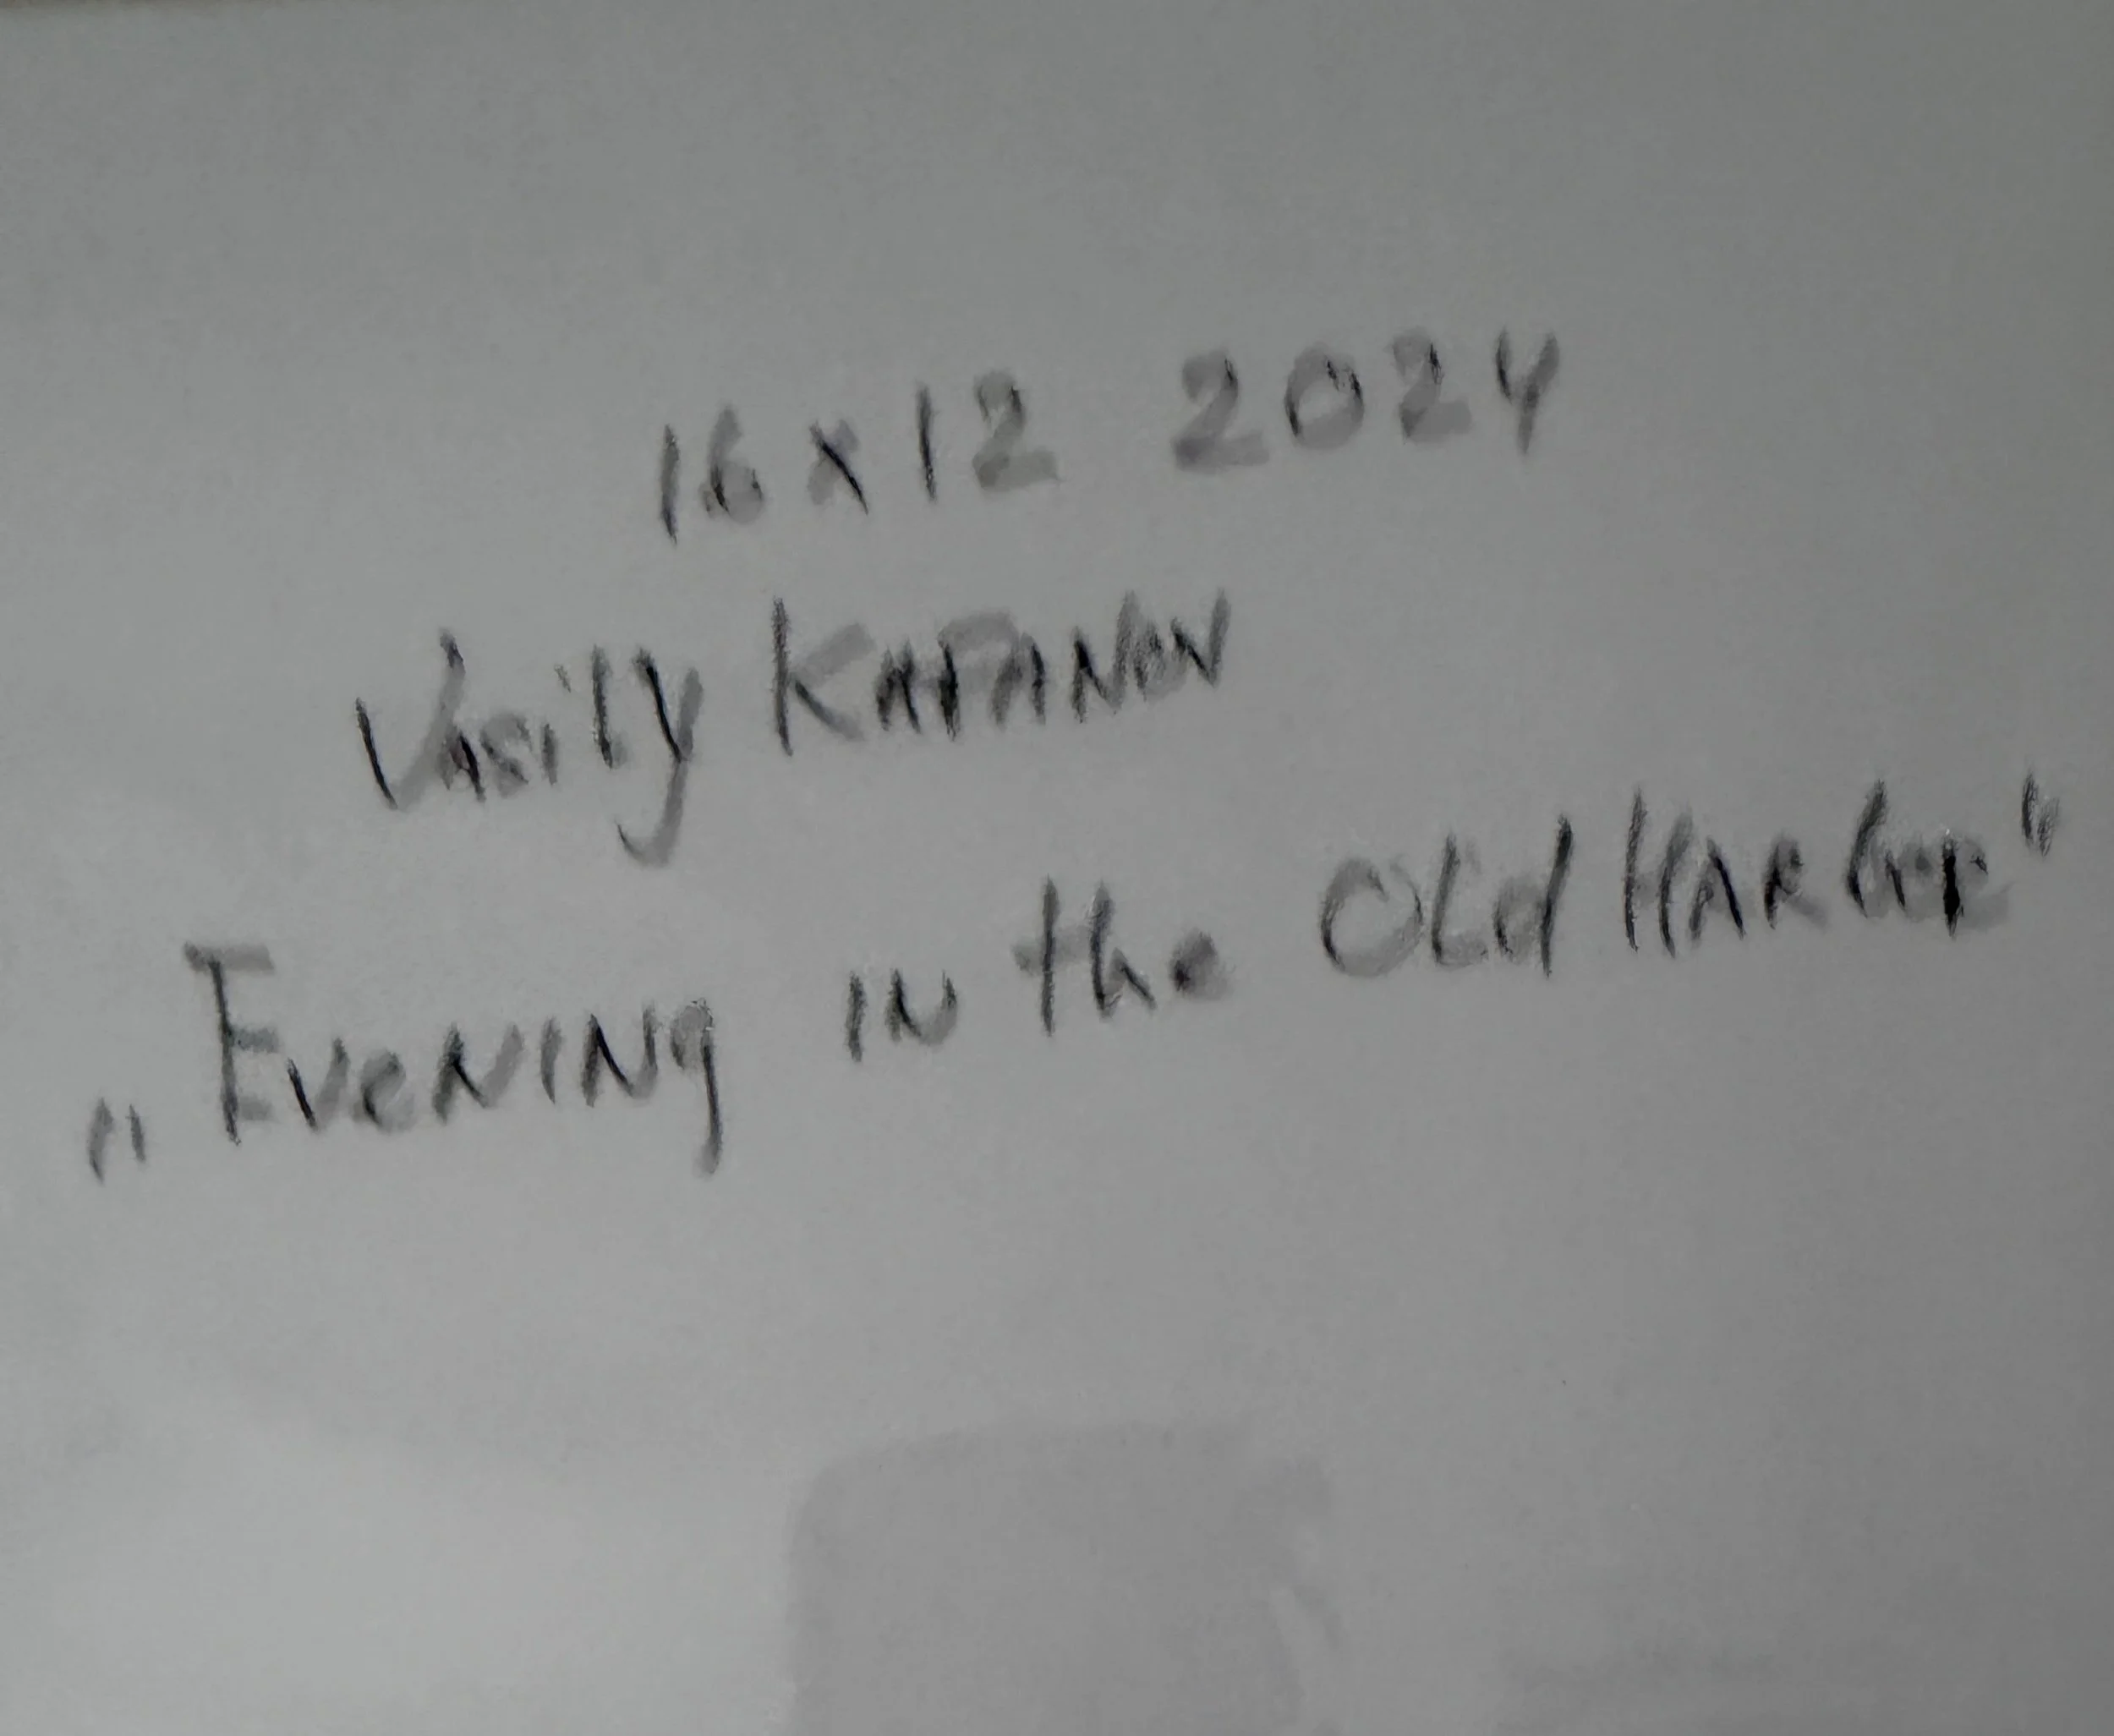 16x12 2024
Vasily Kafanov
„Evening in the Old Harbor"